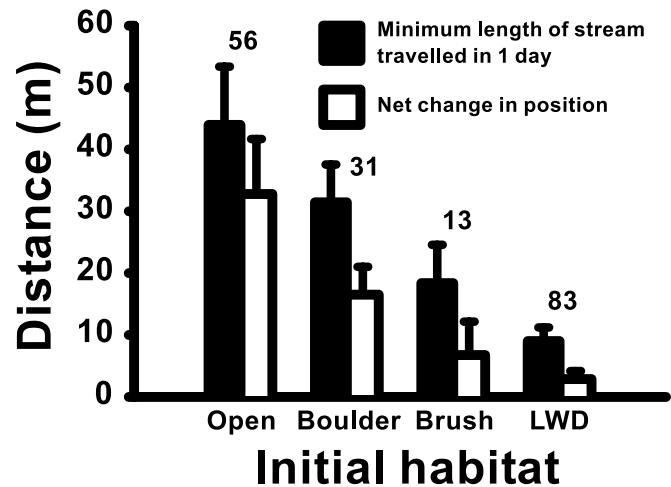 60
50
40
30
20
10
0
Distance (m)
56
31
13
83
Minimum length of stream
travelled in 1 day
Net change in position
Open Boulder Brush LWD
Initial habitat